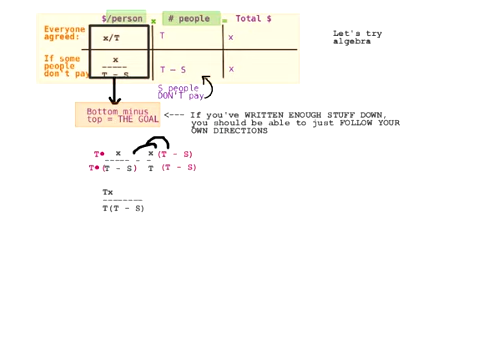 $/person x # people = Total $
Everyone agreed: x/T T x
If some people don't pay x
-----
T - S T - S x
S people DON'T pay
Let's try
algebra
Bottom minus
top = THE GOAL
<--- If you've WRITTEN ENOUGH STUFF DOWN,
you should be able to just FOLLOW YOUR
OWN DIRECTIONS
T• x - x (T - S)
----- - -
T• (T - S) T (T - S)
Tx
--------
T(T - S)